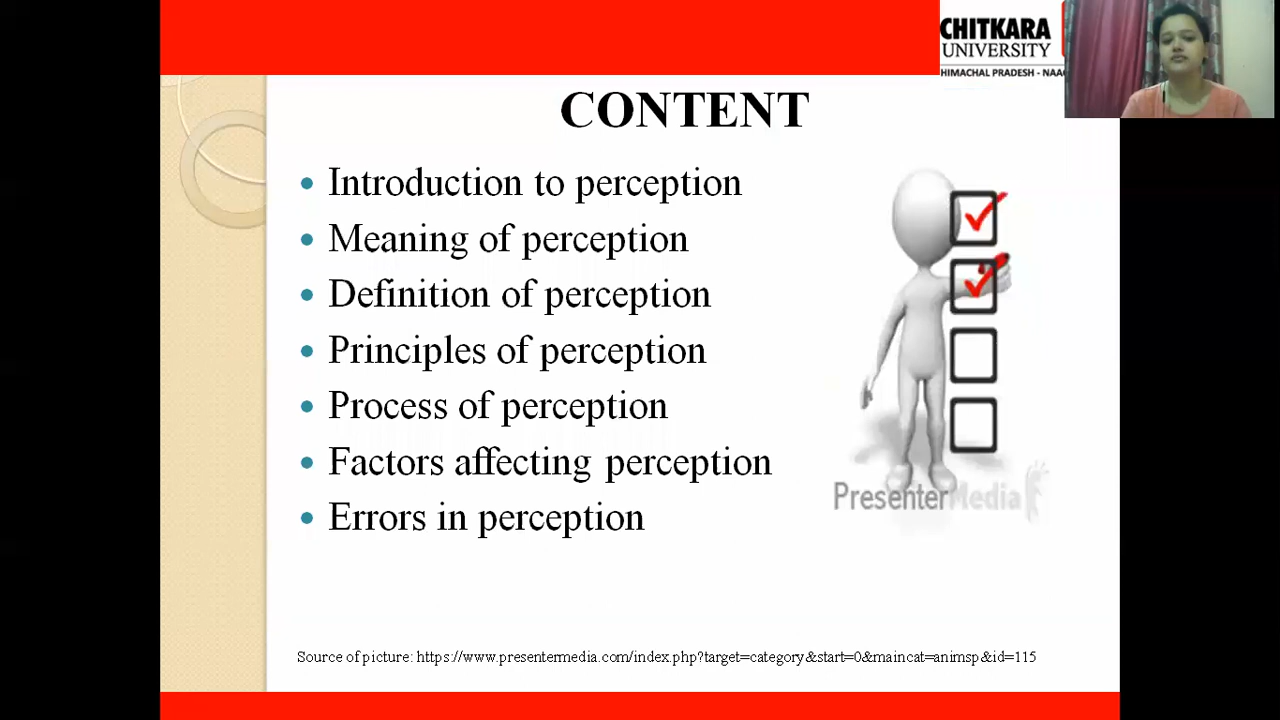 CHITKARA
UNIVERSITY
HIMACHAL PRADESH - NAAC
CONTENT
• Introduction to perception
• Meaning of perception
• Definition of perception
• Principles of perception
• Process of perception
• Factors affecting perception
• Errors in perception
PresenterMedia
Source of picture: https://www.presentermedia.com/index.php?target=category&start=0&maincat=animsp&id=115